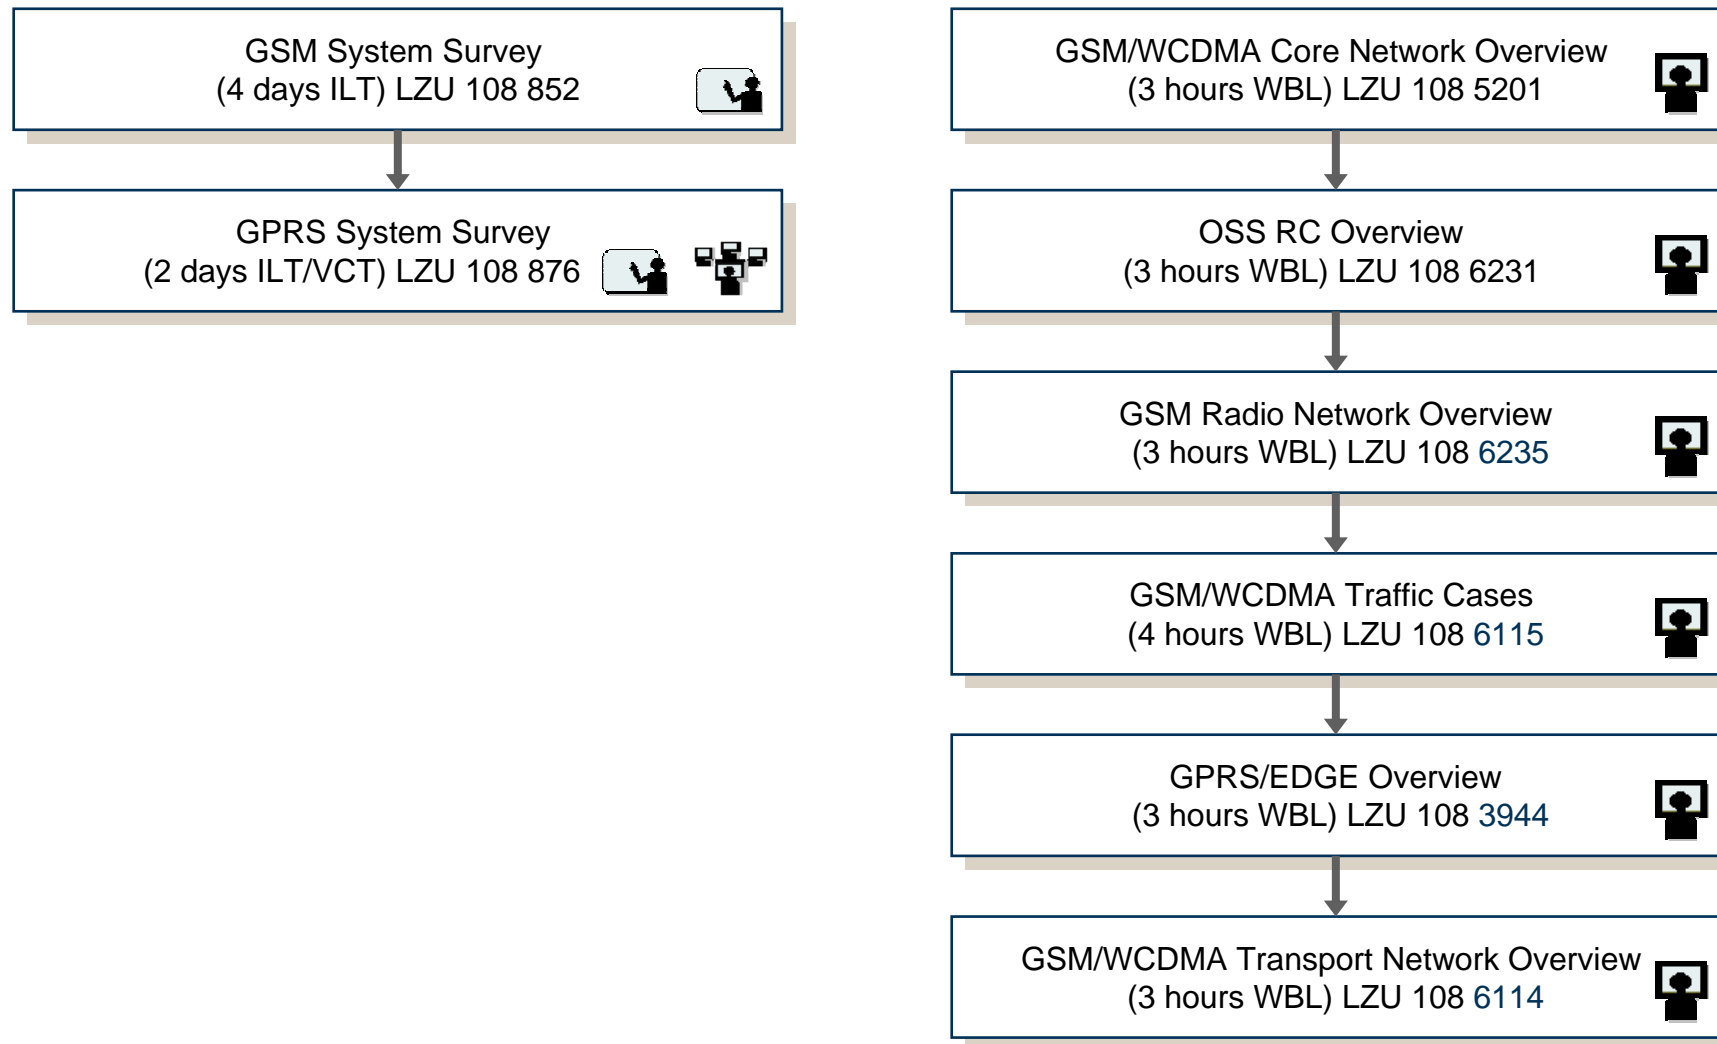 GSM System Survey
(4 days ILT) LZU 108 852
GPRS System Survey
(2 days ILT/VCT) LZU 108 876
GSM/WCDMA Core Network Overview
(3 hours WBL) LZU 108 5201
OSS RC Overview
(3 hours WBL) LZU 108 6231
GSM Radio Network Overview
(3 hours WBL) LZU 108 6235
GSM/WCDMA Traffic Cases
(4 hours WBL) LZU 108 6115
GPRS/EDGE Overview
(3 hours WBL) LZU 108 3944
GSM/WCDMA Transport Network Overview
(3 hours WBL) LZU 108 6114